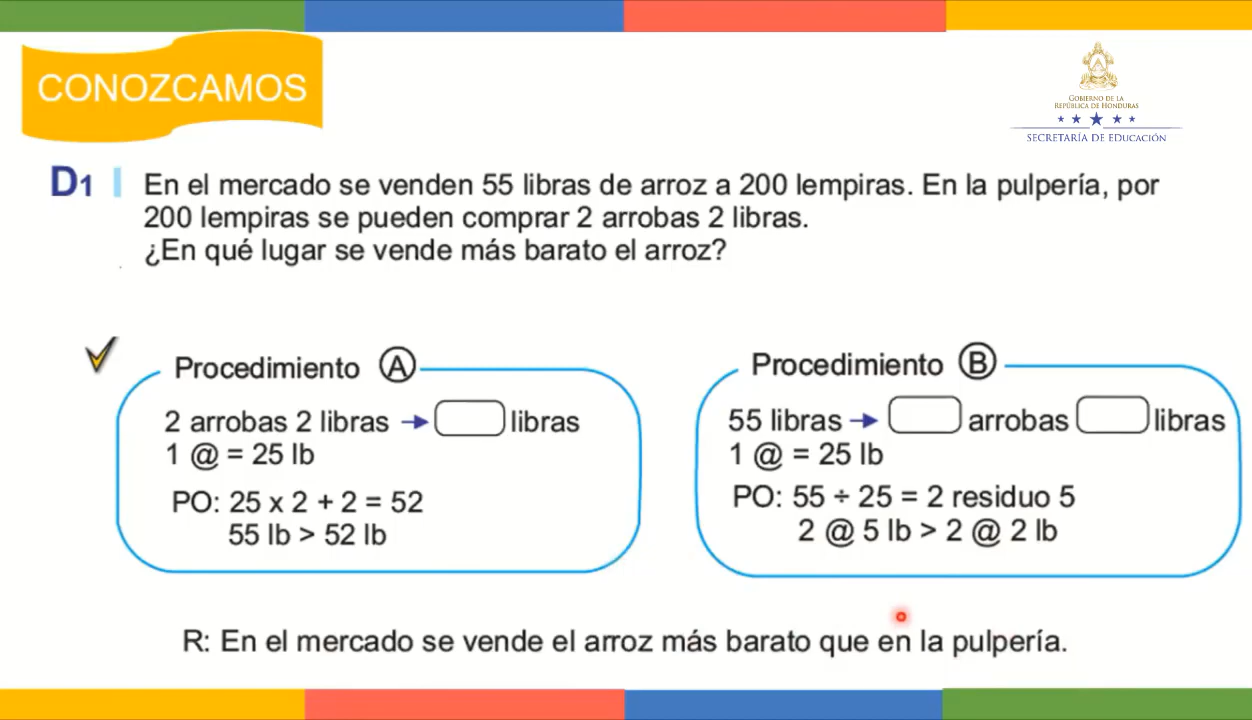 CONOZCAMOS
GOBIERNO DE LA
REPÚBLICA DE HONDURAS
SECRETARÍA DE EDUCACIÓN
D1
En el mercado se venden 55 libras de arroz a 200 lempiras. En la pulpería, por
200 lempiras se pueden comprar 2 arrobas 2 libras.
¿En qué lugar se vende más barato el arroz?
Procedimiento A
2 arrobas 2 libras → libras
1 @ = 25 lb
PO: 25 x 2 + 2 = 52
55 lb > 52 lb
Procedimiento B
55 libras → arrobas libras
1 @ = 25 lb
PO: 55 ÷ 25 = 2 residuo 5
2 @ 5 lb > 2 @ 2 lb
R: En el mercado se vende el arroz más barato que en la pulpería.